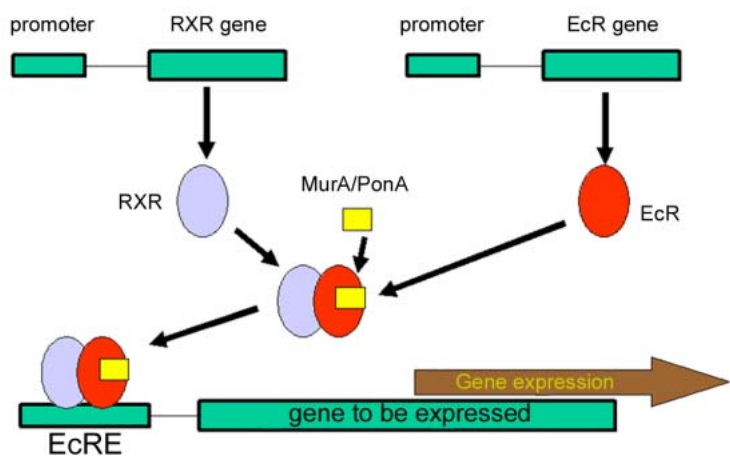 promoter
RXR gene
promoter
EcR gene
RXR
MurA/PonA
EcR
Gene expression
gene to be expressed
EcRE